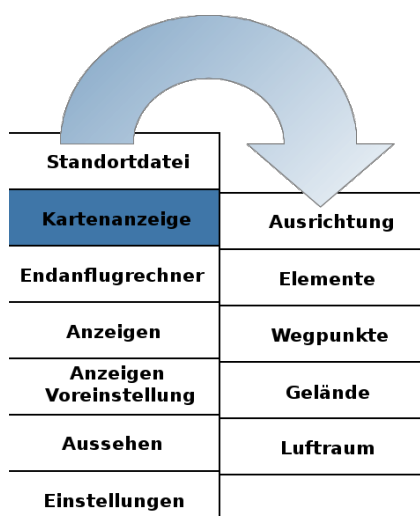 Standortdatei
Kartenanzeige
Endanflugrechner
Anzeigen
Anzeigen
Voreinstellung
Aussehen
Einstellungen
Ausrichtung
Elemente
Wegpunkte
Gelände
Luftraum